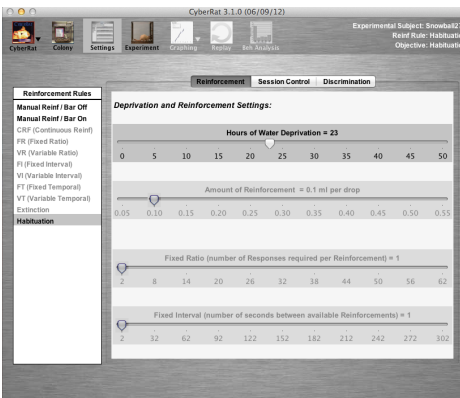 CyberRat 3.1.0 (06/09/12)
Experimental Subject: Snowball2
Reinf Rule: Habituati
Objective: Habituati
CyberRat Colony Settings Experiment Graphing Replay Beh Analysis
Reinforcement Session Control Discrimination
Reinforcement Rules
Manual Reinf / Bar Off
Manual Reinf / Bar On
CRF (Continuous Reinf)
FR (Fixed Ratio)
VR (Variable Ratio)
FI (Fixed Interval)
VI (Variable Interval)
FT (Fixed Temporal)
VT (Variable Temporal)
Extinction
Habituation
Deprivation and Reinforcement Settings:
Hours of Water Deprivation = 23
0 5 10 15 20 25 30 35 40 45 50
Amount of Reinforcement = 0.1 ml per drop
0.05 0.10 0.15 0.20 0.25 0.30 0.35 0.40 0.45 0.50 0.55
Fixed Ratio (number of Responses required per Reinforcement) = 1
2 8 14 20 26 32 38 44 50 56 62
Fixed Interval (number of seconds between available Reinforcements) = 1
2 32 62 92 122 152 182 212 242 272 302